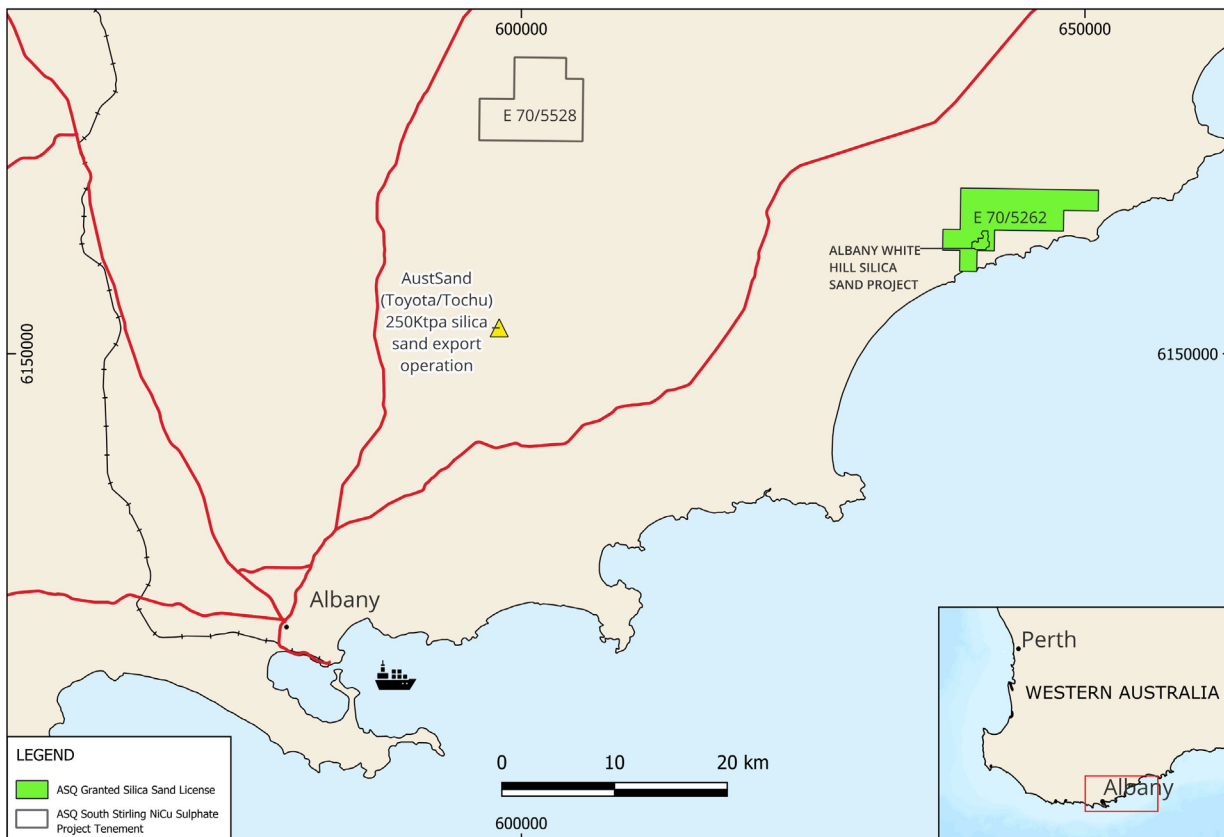 600000
650000
E 70/5528
E 70/5262
ALBANY WHITE
HILL SILICA
SAND PROJECT
AustSand
(Toyota/Tochu)
250Ktpa silica
sand export
operation
6150000
6150000
Albany
Perth
WESTERN AUSTRALIA
Albany
LEGEND
ASQ Granted Silica Sand License
ASQ South Stirling NiCu Sulphate
Project Tenement
0 10 20 km
600000